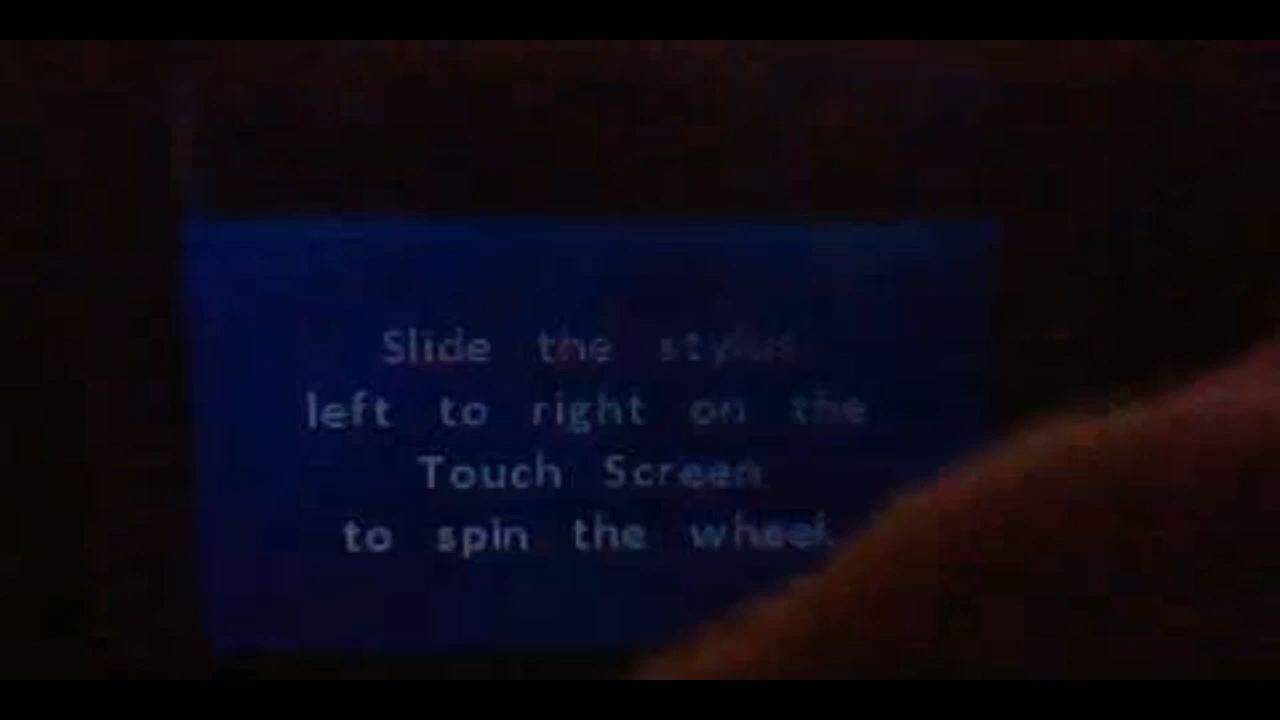 Slide the stylus
left to right on the
Touch Screen
to spin the wheel.